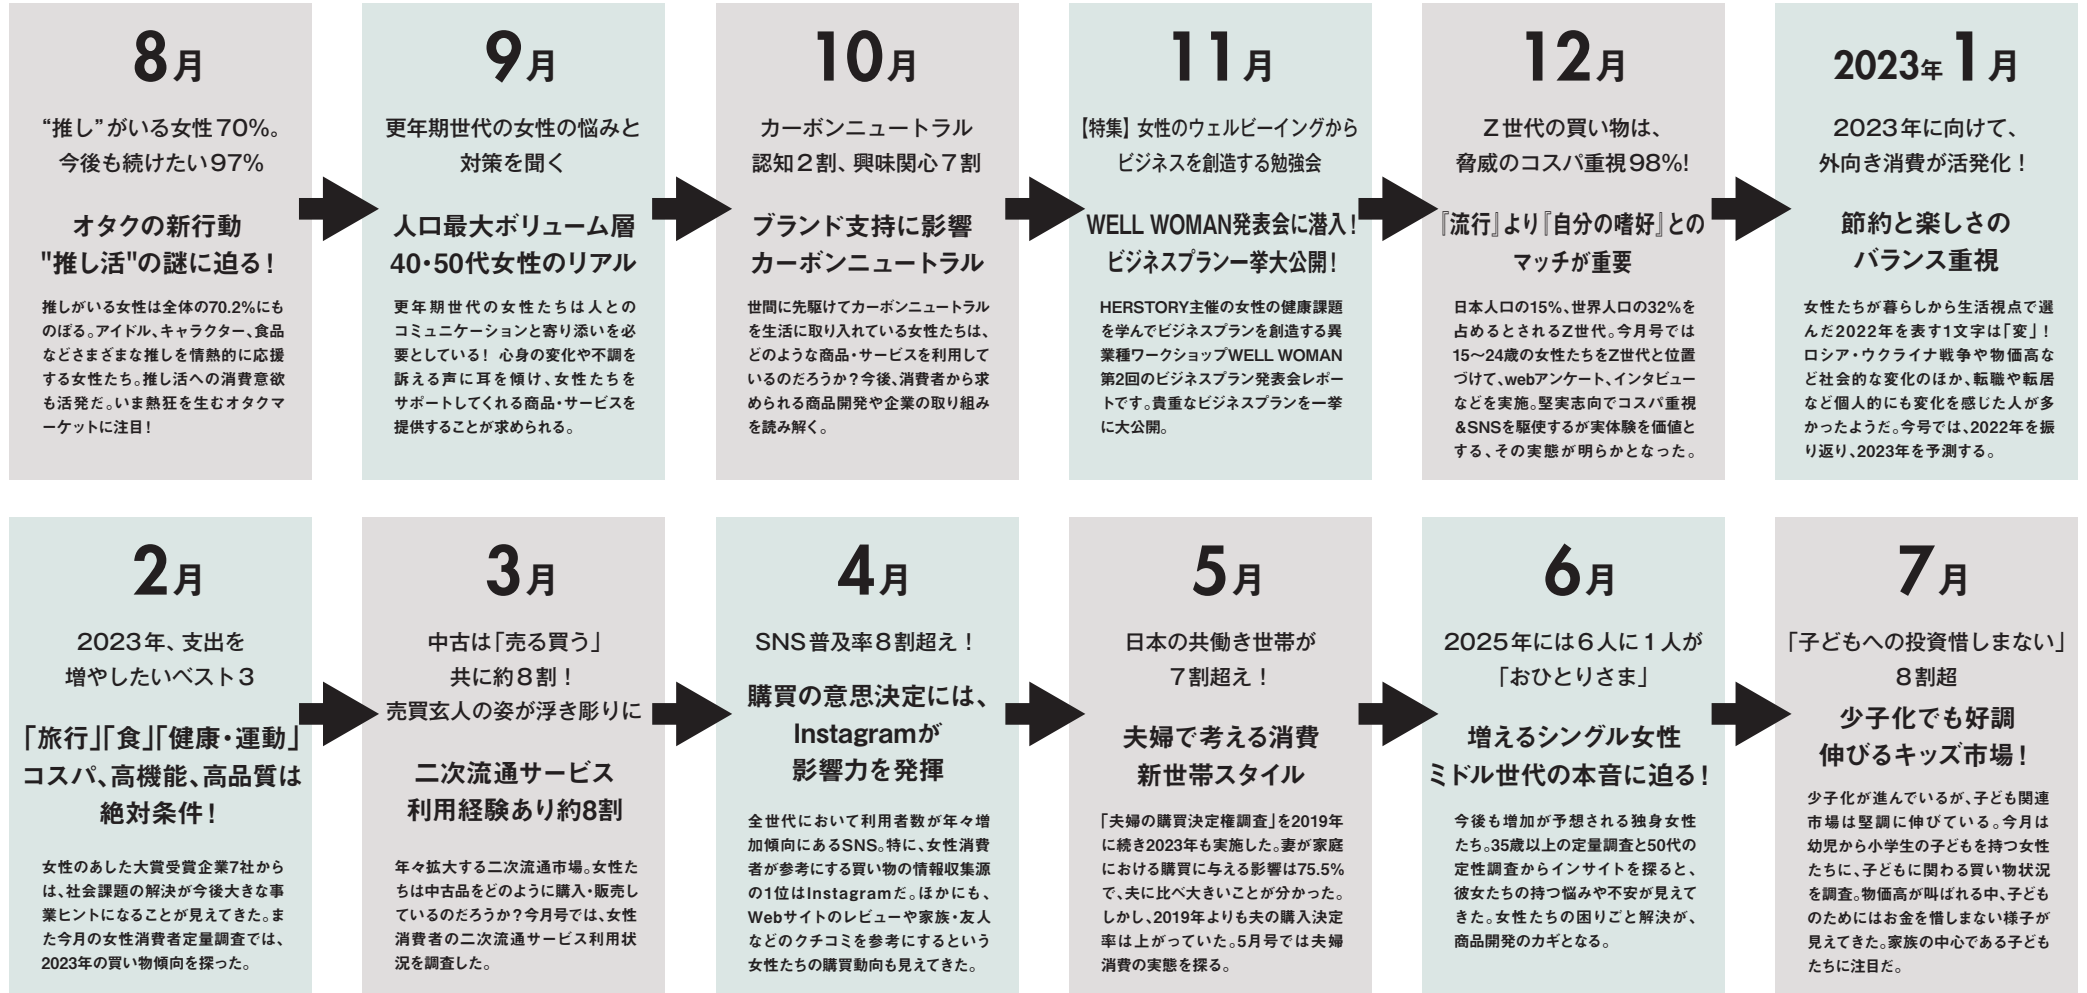 8月
“推し”がいる女性70%。
今後も続けたい97%
オタクの新行動
"推し活"の謎に迫る！
推しがいる女性は全体の70.2%にも
のぼる。アイドル、キャラクター、食品
などさまざまな推しを情熱的に応援
する女性たち。推し活への消費意欲
も活発だ。いま熱狂を生むオタクマ
ーケットに注目！
9月
更年期世代の女性の悩みと
対策を聞く
人口最大ボリューム層
40・50代女性のリアル
更年期世代の女性たちは人との
コミュニケーションと寄り添いを必
要としている！ 心身の変化や不調を
訴える声に耳を傾け、女性たちを
サポートしてくれる商品・サービスを
提供することが求められる。
10月
カーボンニュートラル
認知２割、興味関心７割
ブランド支持に影響
カーボンニュートラル
世間に先駆けてカーボンニュートラル
を生活に取り入れている女性たちは、
どのような商品・サービスを利用して
いるのだろうか？今後、消費者から求
められる商品開発や企業の取り組み
を読み解く。
11月
【特集】女性のウェルビーイングから
ビジネスを創造する勉強会
WELL WOMAN発表会に潜入！
ビジネスプラン一挙大公開！
HERSTORY主催の女性の健康課題
を学んでビジネスプランを創造する異
業種ワークショップWELL WOMAN
第2回のビジネスプラン発表会レポー
トです。貴重なビジネスプランを一挙
に大公開。
12月
Z世代の買い物は、
脅威のコスパ重視98%!
『流行』より『自分の嗜好』との
マッチが重要
日本人口の15%、世界人口の32%を
占めるとされるZ世代。今月号では
15〜24歳の女性たちをZ世代と位置
づけて、webアンケート、インタビュー
などを実施。堅実志向でコスパ重視
＆SNSを駆使するが実体験を価値と
する、その実態が明らかとなった。
2023年 1月
2023年に向けて、
外向き消費が活発化！
節約と楽しさの
バランス重視
女性たちが暮らしから生活視点で選
んだ2022年を表す1文字は「変」！
ロシア・ウクライナ戦争や物価高な
ど社会的な変化のほか、転職や転居
など個人的にも変化を感じた人が多
かったようだ。今号では、2022年を振
り返り、2023年を予測する。
2月
2023年、支出を
増やしたいベスト3
「旅行」「食」「健康・運動」
コスパ、高機能、高品質は
絶対条件！
女性のあした大賞受賞企業7社から
は、社会課題の解決が今後大きな事
業ヒントになることが見えてきた。ま
た今月の女性消費者定量調査では、
2023年の買い物傾向を探った。
3月
中古は「売る買う」
共に約８割！
売買玄人の姿が浮き彫りに
二次流通サービス
利用経験あり約8割
年々拡大する二次流通市場。女性た
ちは中古品をどのように購入・販売し
ているのだろうか？今月号では、女性
消費者の二次流通サービス利用状
況を調査した。
4月
SNS普及率８割超え！
購買の意思決定には、
Instagramが
影響力を発揮
全世代において利用者数が年々増
加傾向にあるSNS。特に、女性消費
者が参考にする買い物の情報収集源
の1位はInstagramだ。ほかにも、
Webサイトのレビューや家族・友人
などのクチコミを参考にするという
女性たちの購買動向も見えてきた。
5月
日本の共働き世帯が
７割超え！
夫婦で考える消費
新世帯スタイル
「夫婦の購買決定権調査」を2019年
に続き2023年も実施した。妻が家庭
における購買に与える影響は75.5%
で、夫に比べ大きいことが分かった。
しかし、2019年よりも夫の購入決定
率は上がっていた。5月号では夫婦
消費の実態を探る。
6月
2025年には６人に１人が
「おひとりさま」
増えるシングル女性
ミドル世代の本音に迫る！
今後も増加が予想される独身女性
たち。35歳以上の定量調査と50代の
定性調査からインサイトを探ると、
彼女たちの持つ悩みや不安が見えて
きた。女性たちの困りごと解決が、
商品開発のカギとなる。
7月
「子どもへの投資惜しまない」
８割超
少子化でも好調
伸びるキッズ市場！
少子化が進んでいるが、子ども関連
市場は堅調に伸びている。今月は
幼児から小学生の子どもを持つ女性
たちに、子どもに関わる買い物状況
を調査。物価高が叫ばれる中、子ども
のためにはお金を惜しまない様子が
見えてきた。家族の中心である子ども
たちに注目だ。